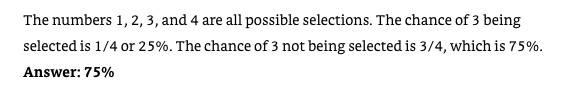 The numbers 1, 2, 3, and 4 are all possible selections. The chance of 3 being
selected is 1/4 or 25%. The chance of 3 not being selected is 3/4, which is 75%.
Answer: 75%